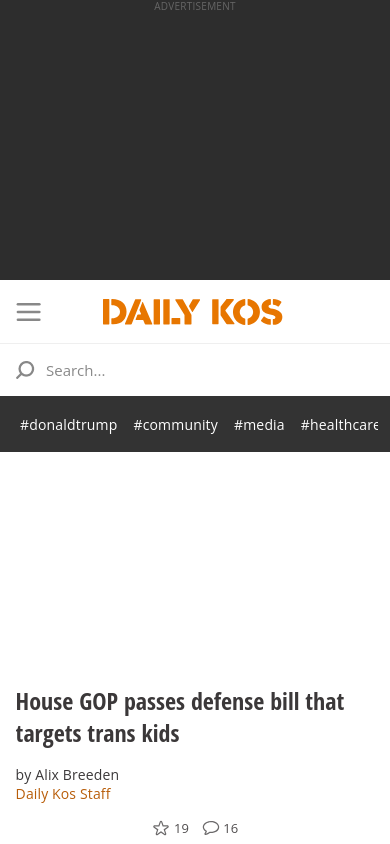 ADVERTISEMENT
DAILY KOS
Search...
#donaldtrump #community #media #healthcare
House GOP passes defense bill that
targets trans kids
by Alix Breeden
Daily Kos Staff
19 16